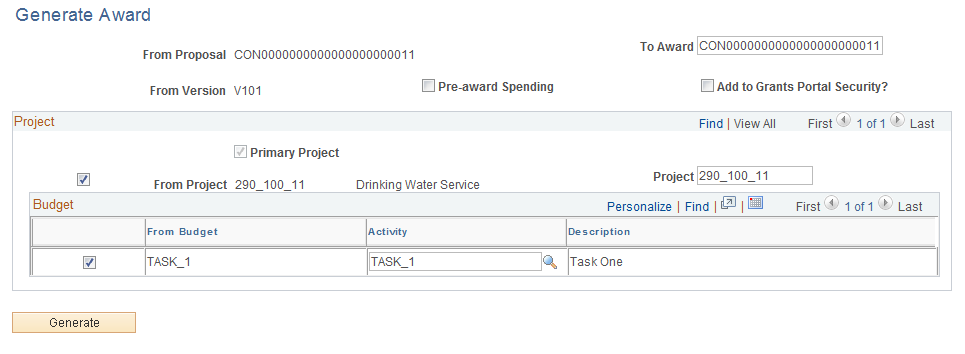 Generate Award
From Proposal CON0000000000000000000011 To Award CON0000000000000000000011
From Version V101 Pre-award Spending Add to Grants Portal Security?
Project Find | View All First 1 of 1 Last
Primary Project
From Project 290_100_11 Drinking Water Service Project 290_100_11
Budget Personalize | Find | | First 1 of 1 Last
From Budget Activity Description
TASK_1 TASK_1 Task One
Generate